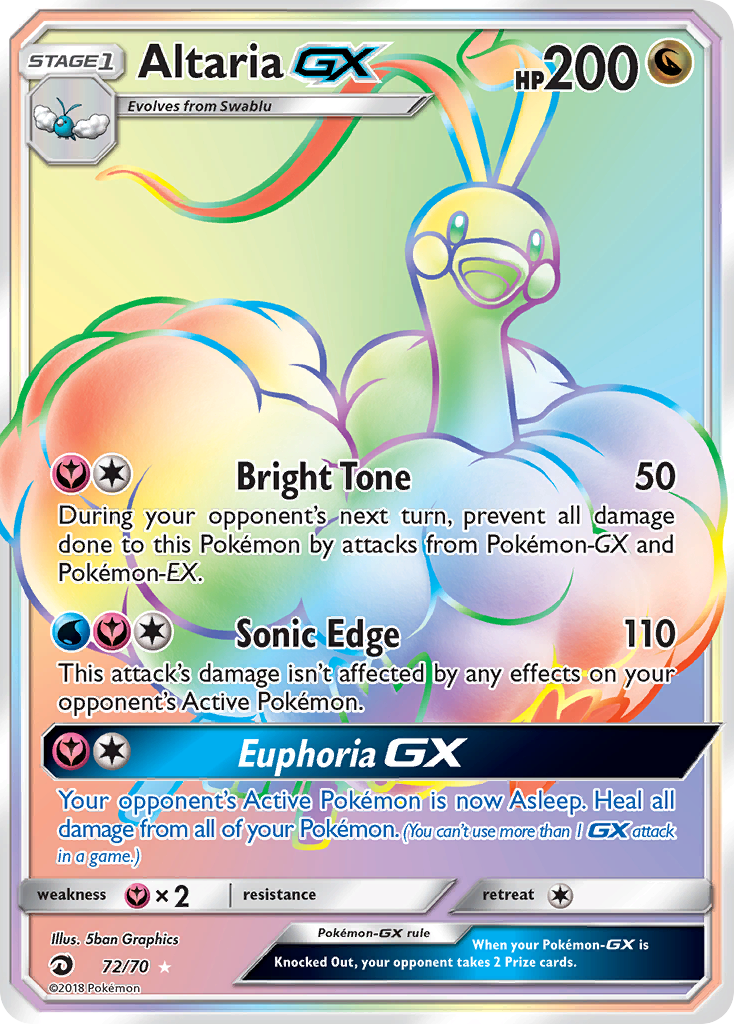 STAGE1 Altaria GX HP200
Evolves from Swablu
Bright Tone 50
During your opponent's next turn, prevent all damage
done to this Pokémon by attacks from Pokémon-GX and
Pokémon-EX.
Sonic Edge 110
This attack's damage isn't affected by any effects on your
opponent's Active Pokémon.
Euphoria GX
Your opponent's Active Pokémon is now Asleep. Heal all
damage from all of your Pokémon. (You can't use more than 1 GX attack
in a game.)
weakness × 2 resistance retreat
Illus. 5ban Graphics
72/70
©2018 Pokémon
Pokémon-GX rule
When your Pokémon-GX is
Knocked Out, your opponent takes 2 Prize cards.